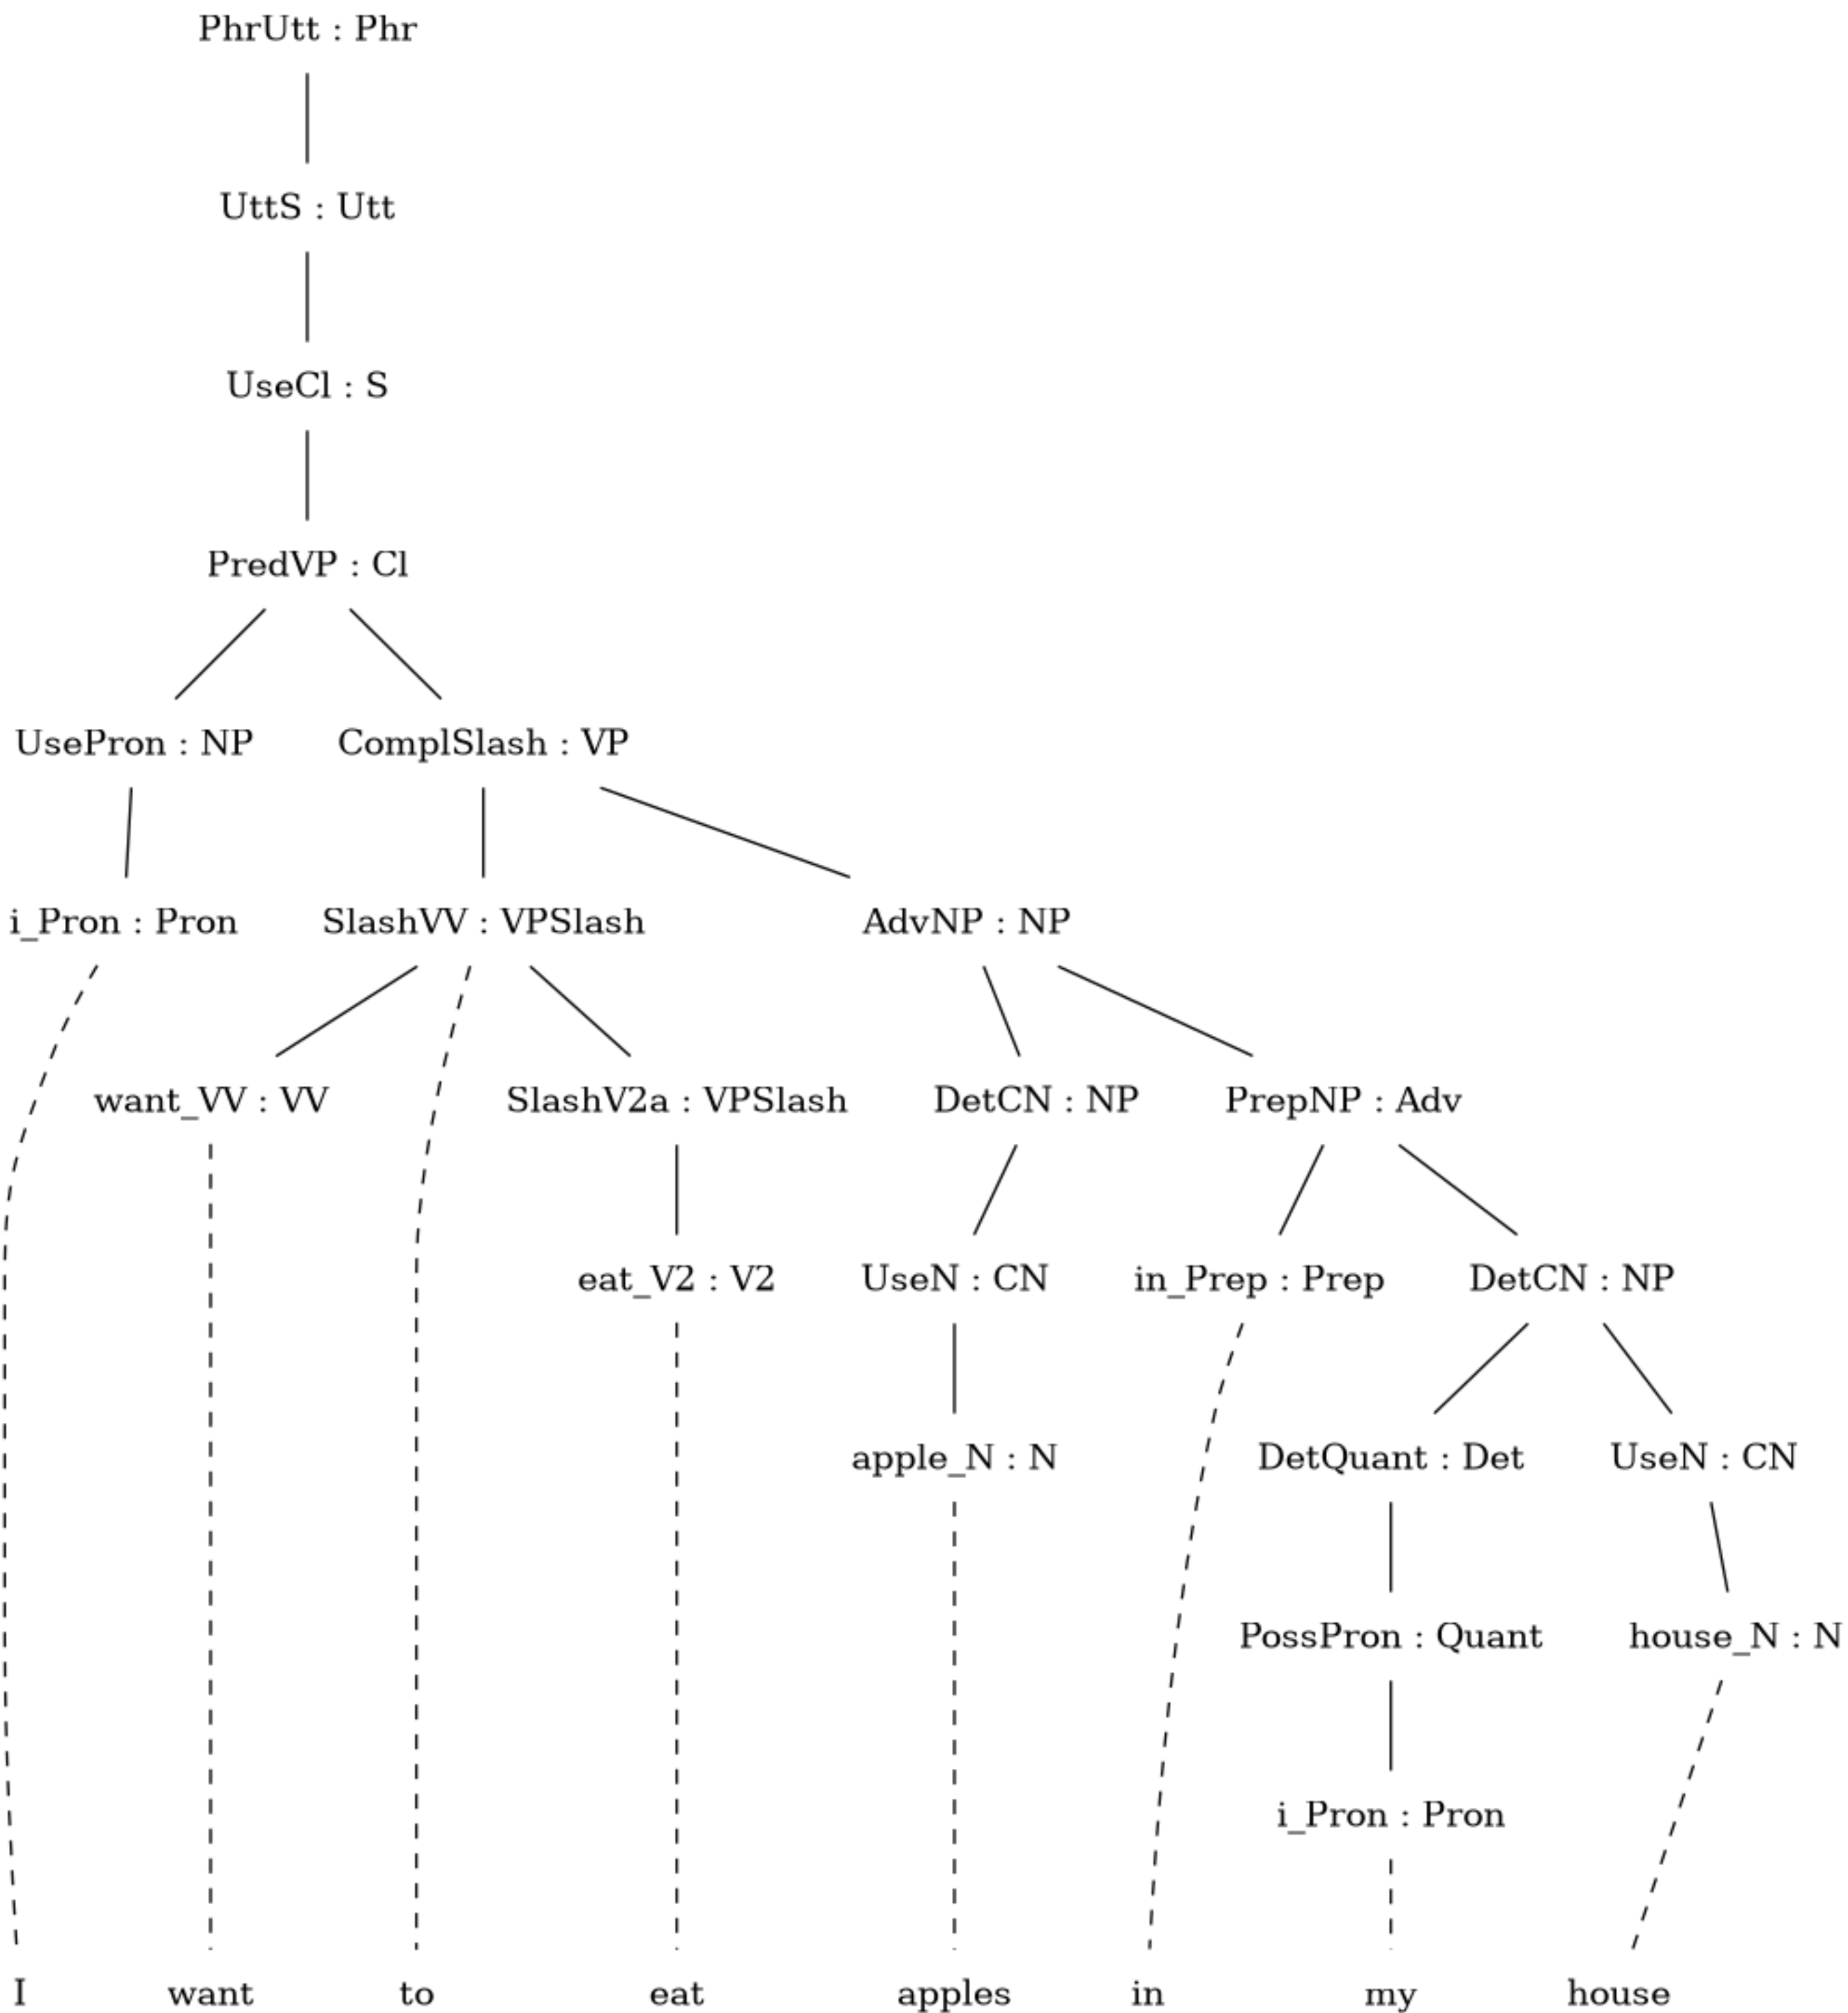 PhrUtt : Phr
UttS : Utt
UseCl : S
PredVP : Cl
UsePron : NP ComplSlash : VP
i_Pron : Pron SlashVV : VPSlash AdvNP : NP
want_VV : VV SlashV2a : VPSlash DetCN : NP PrepNP : Adv
eat_V2 : V2 UseN : CN in_Prep : Prep DetCN : NP
apple_N : N DetQuant : Det UseN : CN
PossPron : Quant house_N : N
i_Pron : Pron
I want to eat apples in my house